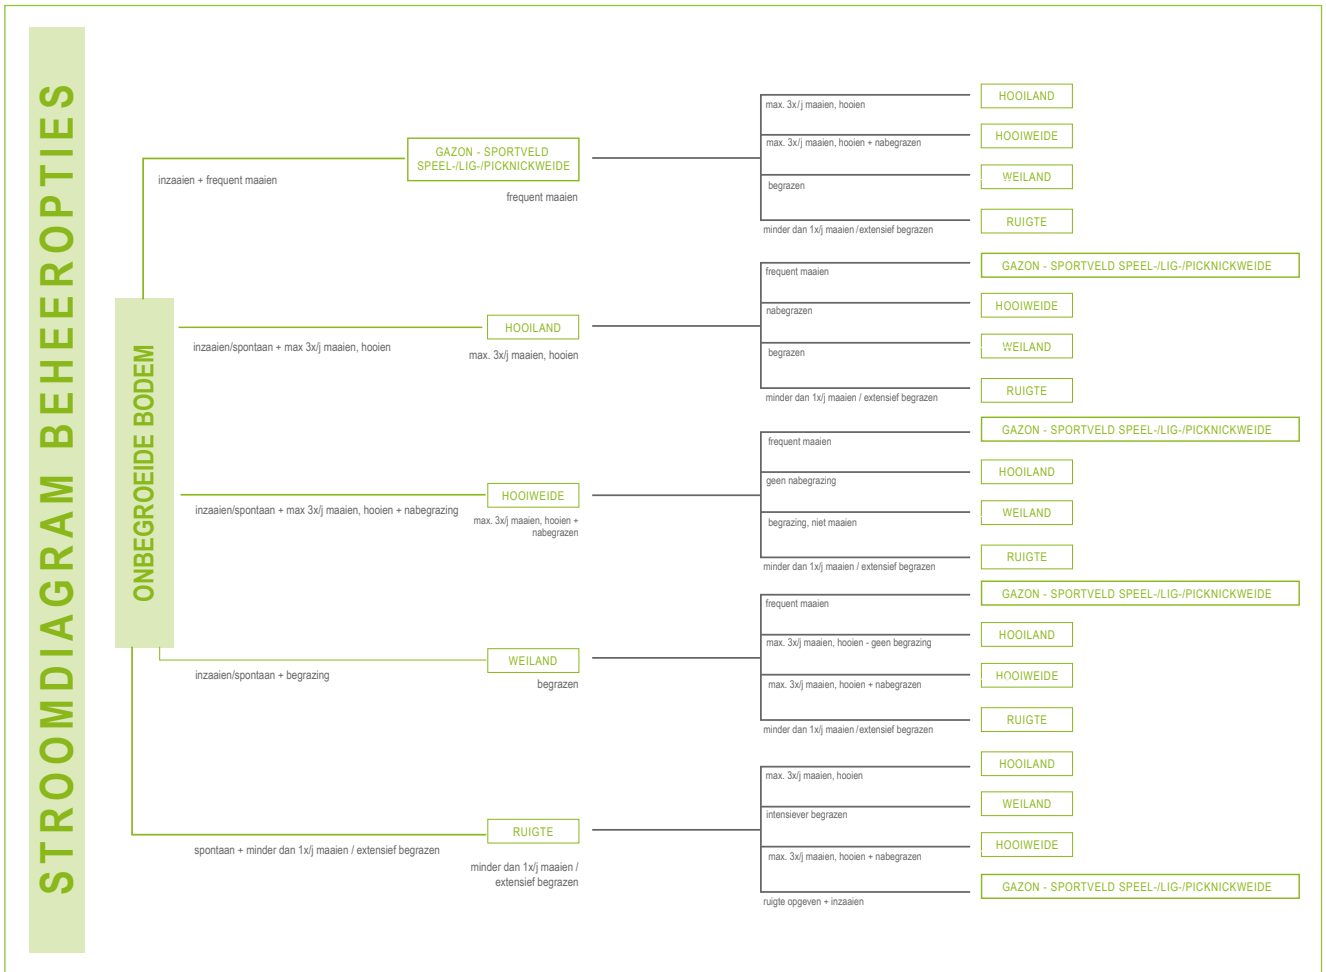 STROOMDIAGRAM BEHEEROPTIES
ONBEGROEIDE BODEM
inzaaien + frequent maaien
GAZON - SPORTVELD
SPEEL-/LIG-/PICKNICKWEIDE
frequent maaien
max. 3x/j maaien, hooien
HOOILAND
max. 3x/j maaien, hooien + nabegrazen
HOOIWEIDE
begrazen
WEILAND
minder dan 1x/j maaien /extensief begrazen
RUIGTE
inzaaien/spontaan + max 3x/j maaien, hooien
HOOILAND
max. 3x/j maaien, hooien
frequent maaien
GAZON - SPORTVELD SPEEL-/LIG-/PICKNICKWEIDE
nabegrazen
HOOIWEIDE
begrazen
WEILAND
minder dan 1x/j maaien / extensief begrazen
RUIGTE
inzaaien/spontaan + max 3x/j maaien, hooien + nabegrazing
HOOIWEIDE
max. 3x/j maaien, hooien +
nabegrazen
frequent maaien
GAZON - SPORTVELD SPEEL-/LIG-/PICKNICKWEIDE
geen nabegrazing
HOOILAND
begrazing, niet maaien
WEILAND
minder dan 1x/j maaien / extensief begrazen
RUIGTE
inzaaien/spontaan + begrazing
WEILAND
begrazen
frequent maaien
GAZON - SPORTVELD SPEEL-/LIG-/PICKNICKWEIDE
max. 3x/j maaien, hooien - geen begrazing
HOOILAND
max. 3x/j maaien, hooien + nabegrazen
HOOIWEIDE
minder dan 1x/j maaien /extensief begrazen
RUIGTE
spontaan + minder dan 1x/j maaien / extensief begrazen
RUIGTE
minder dan 1x/j maaien /
extensief begrazen
max. 3x/j maaien, hooien
HOOILAND
intensiever begrazen
WEILAND
max. 3x/j maaien, hooien + nabegrazen
HOOIWEIDE
ruigte opgeven + inzaaien
GAZON - SPORTVELD SPEEL-/LIG-/PICKNICKWEIDE